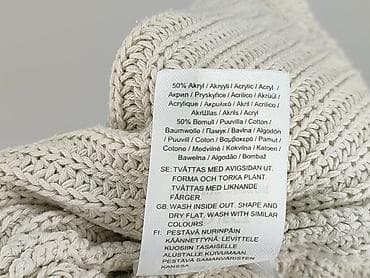 50% Akryl / Akryyli / Acrylic / Acryl /
Акрил / Pryskyřice / Acrilico / Akrüül /
Acrylique / Ακρυλικό / Akril / Acrilico /
AkrŪlas / Akrils / Acryl
50% Bomull / Puuvilla / Cotton /
Baumwolle / Памук / Bavlna / Algodón
/ Puuvill / Coton / Βαμβακερό / Pamut /
Cotone / Medvilnė / Kokvilna / Katoen /
Bawełna / Algodão / Bombaž
SE: TVÄTTAS MED AVIGSIDAN UT.
FORMA OCH TORKA PLANT.
TVÄTTAS MED LIKNANDE
FÄRGER.
GB: WASH INSIDE OUT. SHAPE AND
DRY FLAT. WASH WITH SIMILAR
COLOURS
FI: PESTÄVÄ NURINPÄIN
KÄÄNNETTYNÄ. LEVITTELE
KUOSIIN TASAISELLE
ALUSTALLE KUIVUMAAN.
PESTÄVÄ SAMANVÄRISTEN
KANSSA